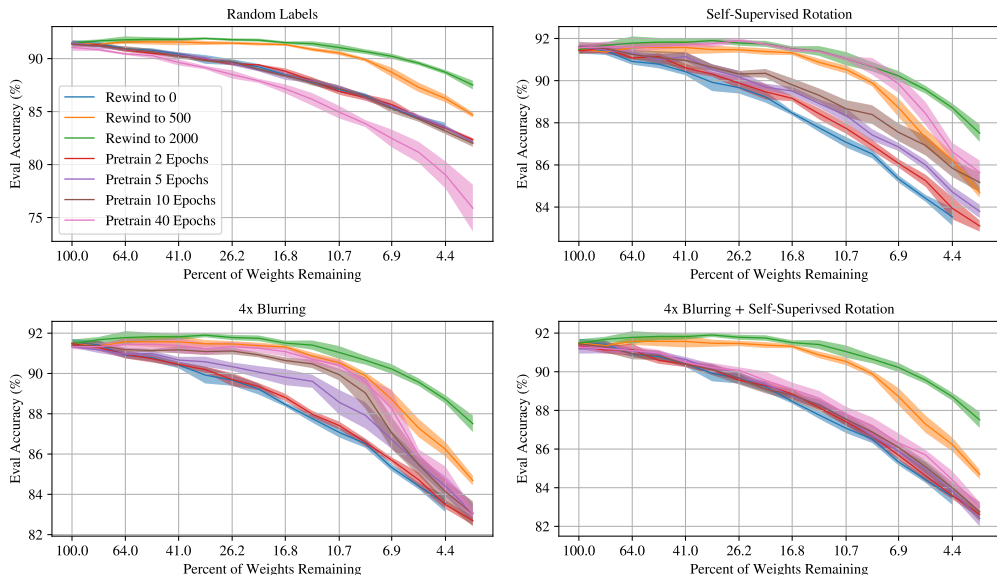 Random Labels
Eval Accuracy (%)
90
85
80
75
Rewind to 0
Rewind to 500
Rewind to 2000
Pretrain 2 Epochs
Pretrain 5 Epochs
Pretrain 10 Epochs
Pretrain 40 Epochs
100.0 64.0 41.0 26.2 16.8 10.7 6.9 4.4
Percent of Weights Remaining
Self-Supervised Rotation
Eval Accuracy (%)
92
90
88
86
84
100.0 64.0 41.0 26.2 16.8 10.7 6.9 4.4
Percent of Weights Remaining
4x Blurring
Eval Accuracy (%)
92
90
88
86
84
82
100.0 64.0 41.0 26.2 16.8 10.7 6.9 4.4
Percent of Weights Remaining
4x Blurring + Self-Superivsed Rotation
Eval Accuracy (%)
92
90
88
86
84
82
100.0 64.0 41.0 26.2 16.8 10.7 6.9 4.4
Percent of Weights Remaining